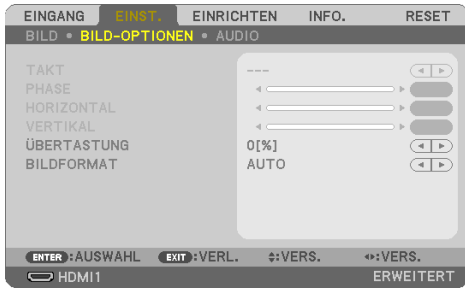 EINGANG EINST. EINRICHTEN INFO. RESET
BILD • BILD-OPTIONEN • AUDIO
TAKT ---
PHASE
HORIZONTAL
VERTIKAL
ÜBERTASTUNG 0[%]
BILDFORMAT AUTO
ENTER:AUSWAHL EXIT:VERL. :VERS. :VERS.
HDMI1 ERWEITERT